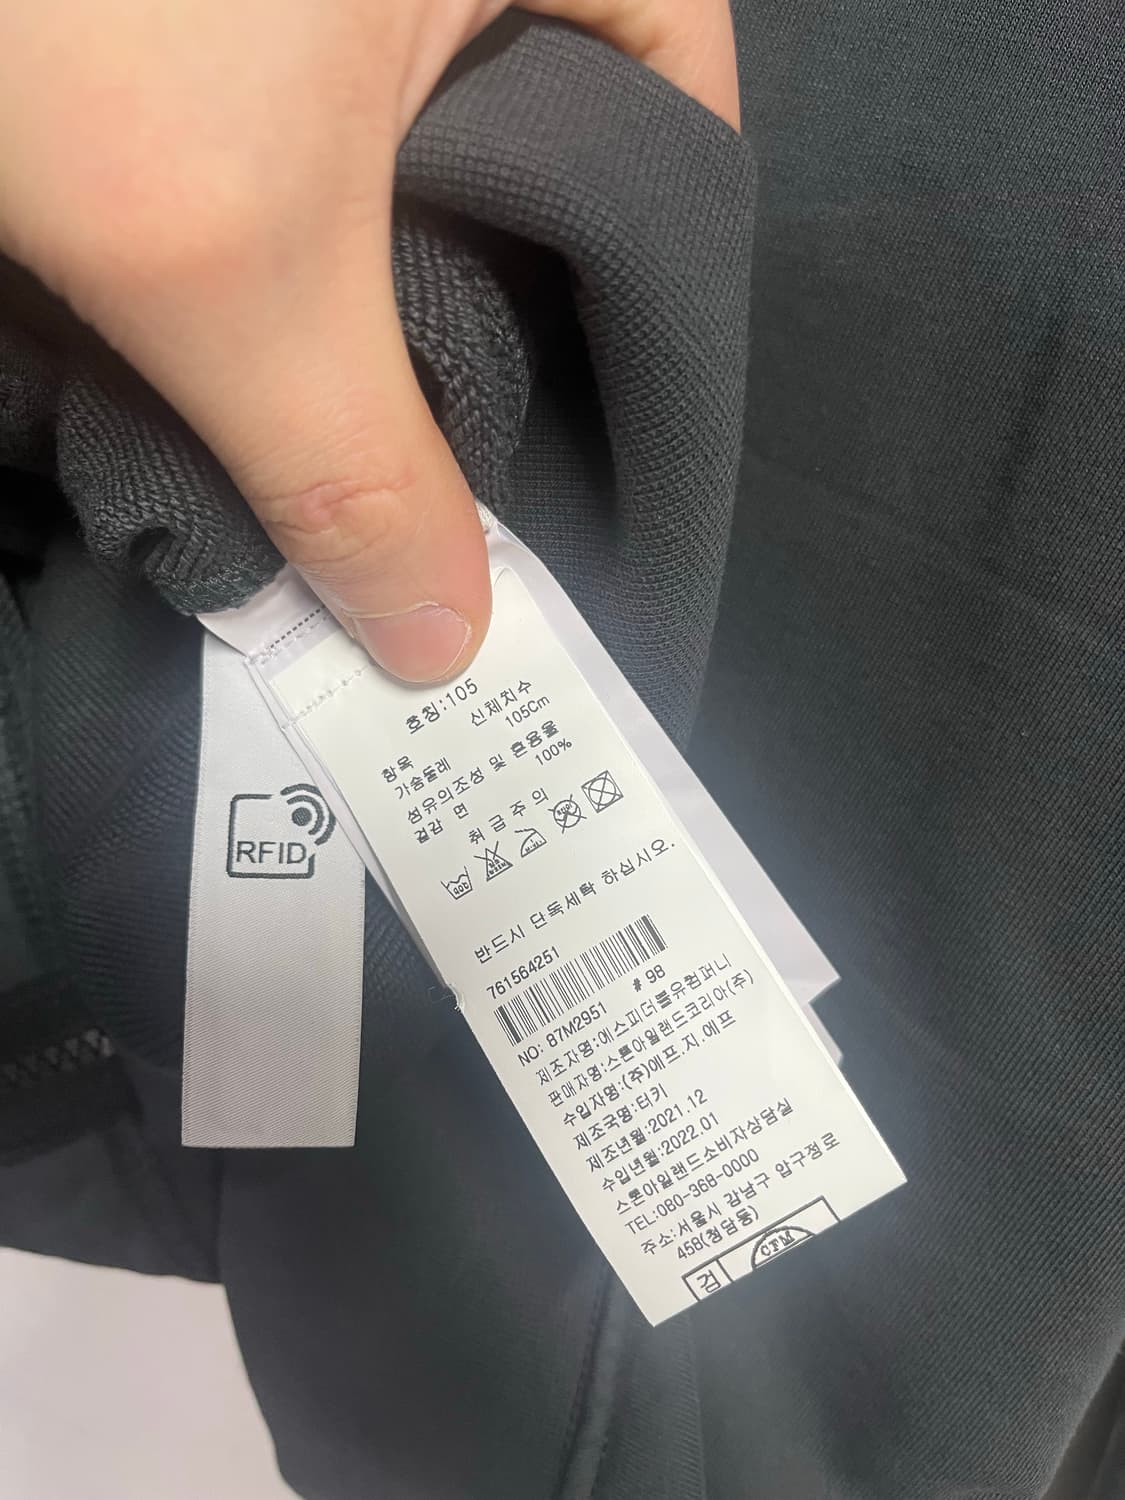 호칭:105
항목 신체치수
가슴둘레 105Cm
섬유의조성 및 혼용율
겉감 면 100%
취 급 주 의
반드시 단독세탁 하십시오.
761564251
NO: 87M2951 # 98
제조자명:에스피더블유컴퍼니
판매자명:스톤아일랜드코리아(주)
수입자명:(주)에프.지.에프
제조국명:터키
제조년월:2021.12
수입년월:2022.01
스톤아일랜드소비자상담실
TEL:080-368-0000
주소:서울시 강남구 압구정로
458(청담동)
검
RFID